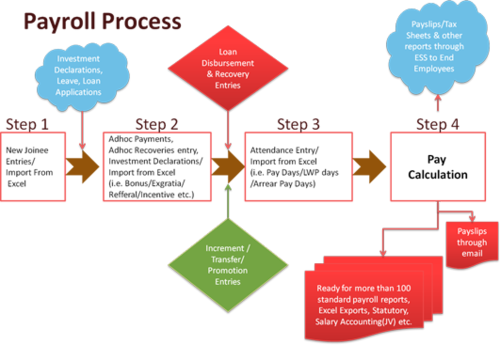 Payroll Process
Investment
Declarations,
Leave, Loan
Applications
Loan
Disbursement
& Recovery
Entries
Payslips/Tax
Sheets & other
reports through
ESS to End
Employees
Step 1
New Joinee
Entries/
Import From
Excel
Step 2
Adhoc Payments,
Adhoc Recoveries entry,
Investment Declarations/
Import from Excel
(i.e. Bonus/Exgratia/
Refferal/Incentive etc.)
Step 3
Attendance Entry/
Import from Excel
(i.e. Pay Days/LWP days
/Arrear Pay Days)
Step 4
Pay
Calculation
Increment /
Transfer/
Promotion
Entries
Payslips
through
email
Ready for more than 100
standard payroll reports,
Excel Exports, Statutory,
Salary Accounting(JV) etc.